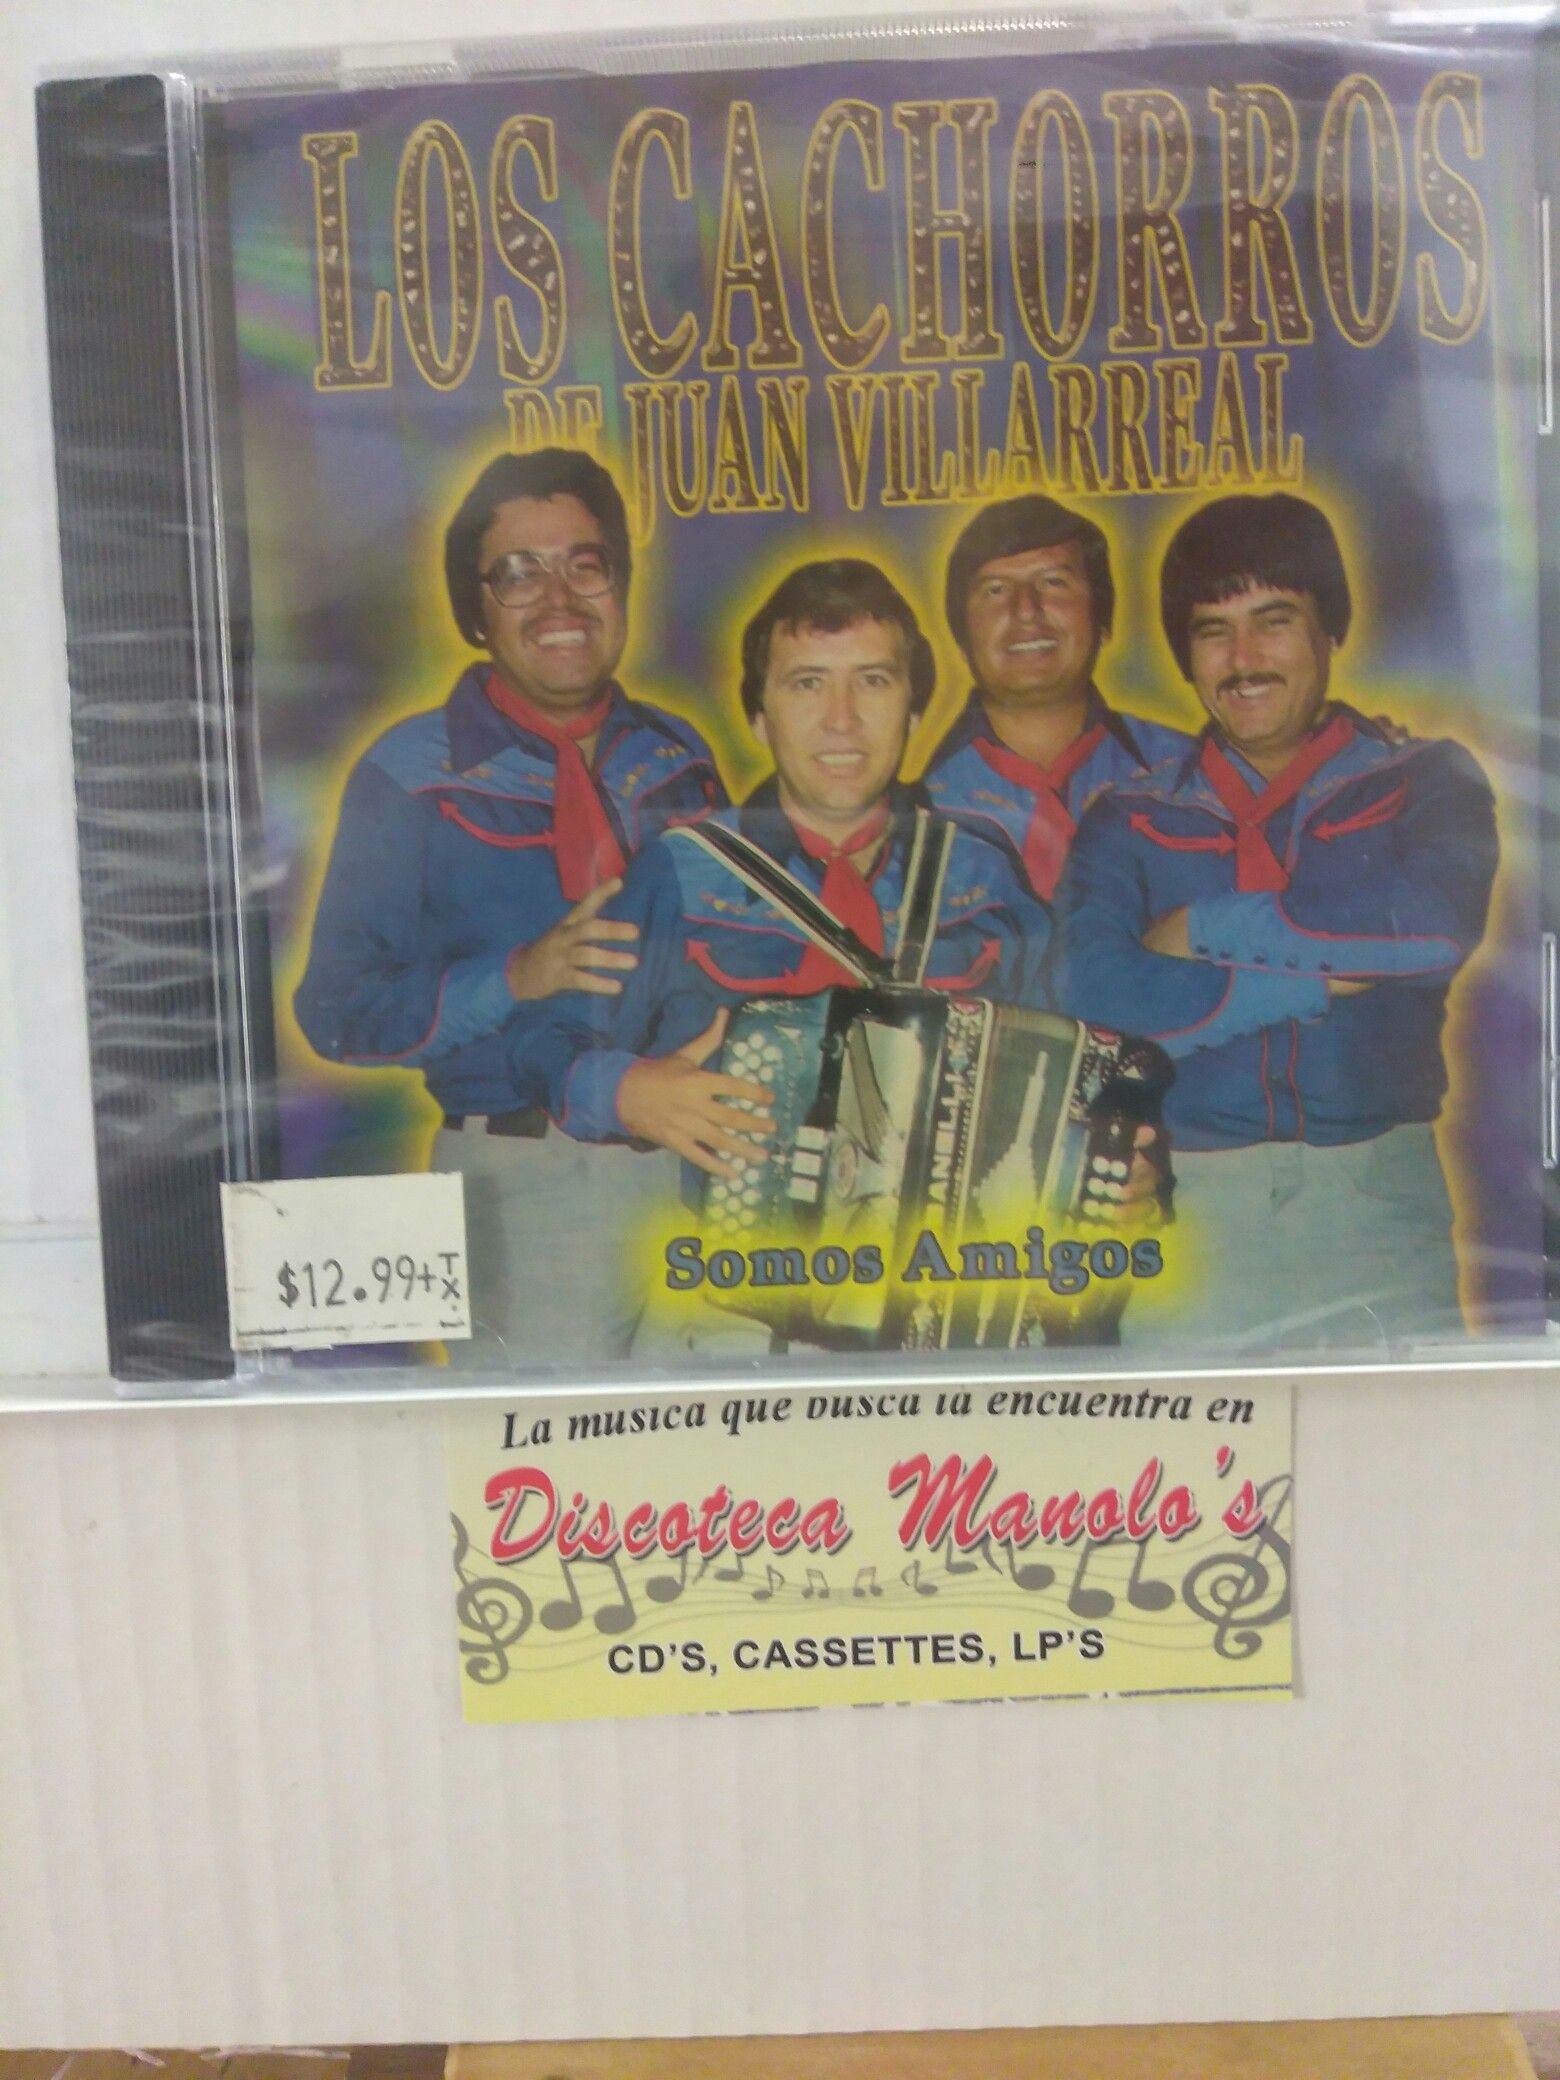 LOS CACHORROS
DE JUAN VILLARREAL
Somos Amigos
$12.99+TX.
La musica que busca la encuentra en
Discoteca Manolo's
CD'S, CASSETTES, LP'S